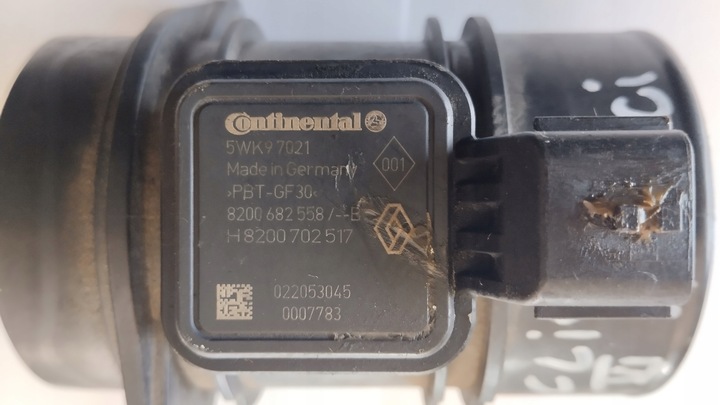 Continental
5WK9 7021
Made in Germany
001
>PBT-GF30<
8200 682 558 /--B
H 8200 702 517
022053045
0007783